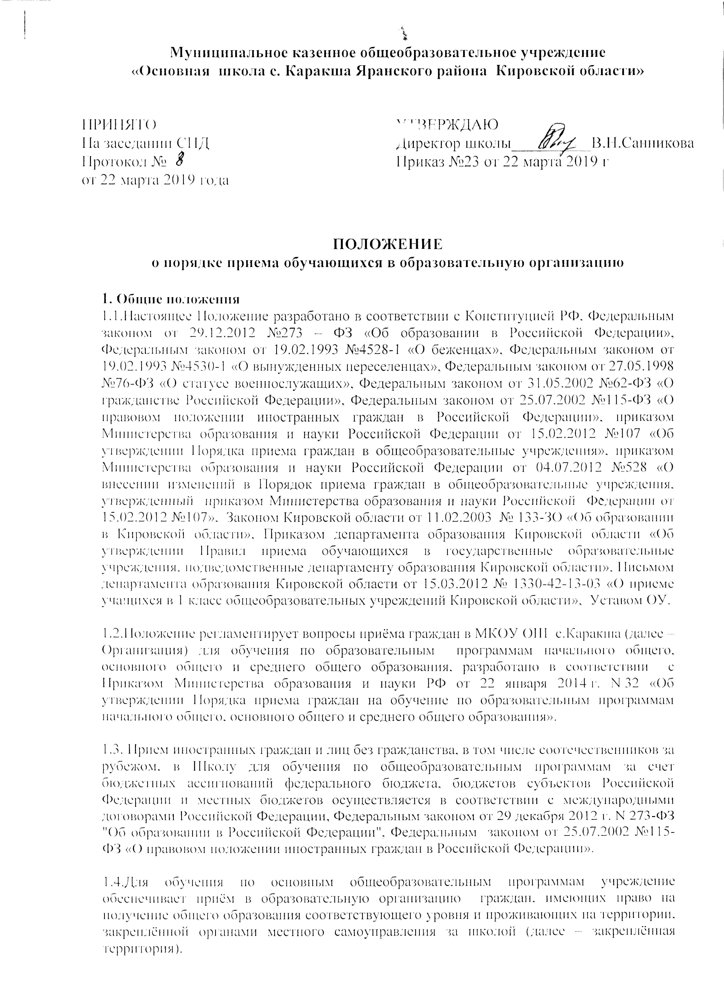 Муниципальное казенное общеобразовательное учреждение
«Основная школа с. Каракша Яранского района Кировской области»
ПРИНЯТО
На заседании СПД
Протокол № 8
от 22 марта 2019 года
УТВЕРЖДАЮ
Директор школы В.Н.Санникова
Приказ №23 от 22 марта 2019 г
ПОЛОЖЕНИЕ
о порядке приема обучающихся в образовательную организацию
1. Общие положения
1.1.Настоящее Положение разработано в соответствии с Конституцией РФ, Федеральным
законом от 29.12.2012 №273 – ФЗ «Об образовании в Российской Федерации»,
Федеральным законом от 19.02.1993 №4528-1 «О беженцах», Федеральным законом от
19.02.1993 №4530-1 «О вынужденных переселенцах», Федеральным законом от 27.05.1998
№76-ФЗ «О статусе военнослужащих», Федеральным законом от 31.05.2002 №62-ФЗ «О
гражданстве Российской Федерации», Федеральным законом от 25.07.2002 №115-ФЗ «О
правовом положении иностранных граждан в Российской Федерации», приказом
Министерства образования и науки Российской Федерации от 15.02.2012 №107 «Об
утверждении Порядка приема граждан в общеобразовательные учреждения», приказом
Министерства образования и науки Российской Федерации от 04.07.2012 №528 «О
внесении изменений в Порядок приема граждан в общеобразовательные учреждения,
утвержденный приказом Министерства образования и науки Российской Федерации от
15.02.2012 №107», Законом Кировской области от 11.02.2003 № 133-ЗО «Об образовании
в Кировской области», Приказом департамента образования Кировской области «Об
утверждении Правил приема обучающихся в государственные образовательные
учреждения, подведомственные департаменту образования Кировской области», Письмом
департамента образования Кировской области от 15.03.2012 № 1330-42-13-03 «О приеме
учащихся в 1 класс общеобразовательных учреждений Кировской области», Уставом ОУ.
1.2.Положение регламентирует вопросы приёма граждан в МКОУ ОШ с.Каракша (далее –
Организация) для обучения по образовательным программам начального общего,
основного общего и среднего общего образования, разработано в соответствии с
Приказом Министерства образования и науки РФ от 22 января 2014 г. N 32 «Об
утверждении Порядка приема граждан на обучение по образовательным программам
начального общего, основного общего и среднего общего образования».
1.3. Прием иностранных граждан и лиц без гражданства, в том числе соотечественников за
рубежом, в Школу для обучения по общеобразовательным программам за счет
бюджетных ассигнований федерального бюджета, бюджетов субъектов Российской
Федерации и местных бюджетов осуществляется в соответствии с международными
договорами Российской Федерации, Федеральным законом от 29 декабря 2012 г. N 273-ФЗ
"Об образовании в Российской Федерации", Федеральным законом от 25.07.2002 №115-
ФЗ «О правовом положении иностранных граждан в Российской Федерации».
1.4.Для обучения по основным общеобразовательным программам учреждение
обеспечивает приём в образовательную организацию граждан, имеющих право на
получение общего образования соответствующего уровня и проживающих на территории,
закреплённой органами местного самоуправления за школой (далее – закреплённая
территория).